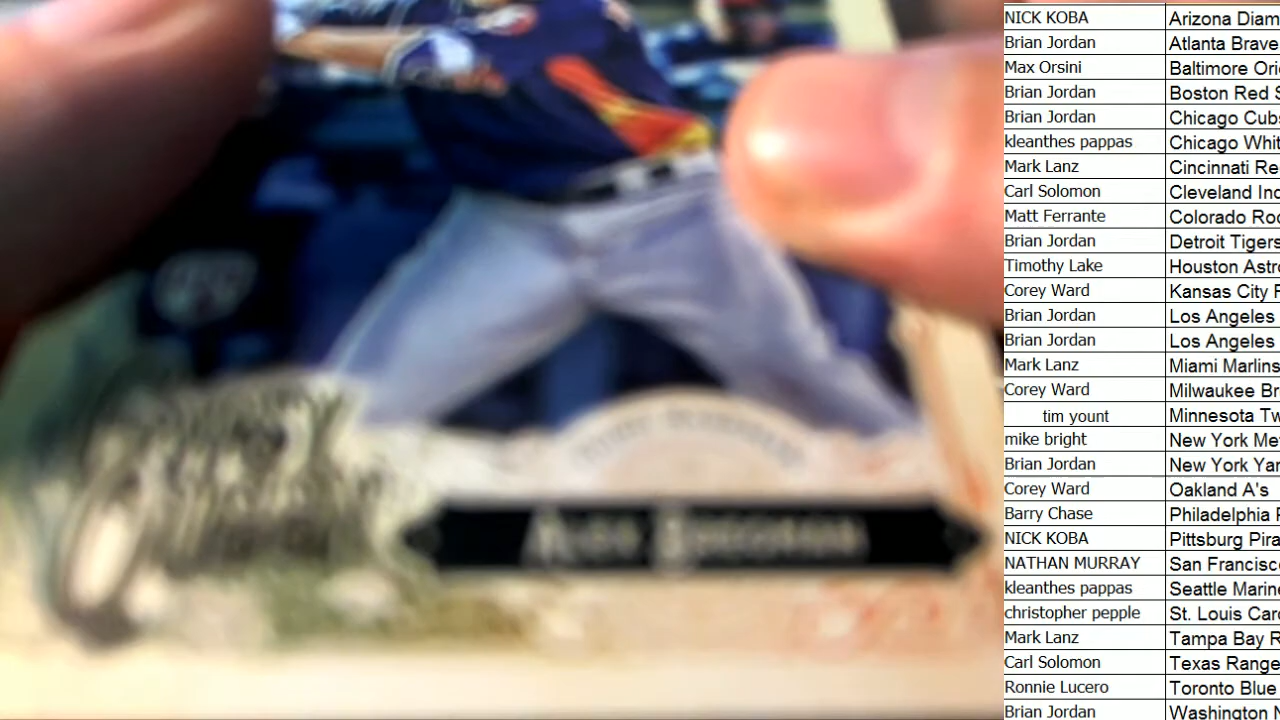 NICK KOBA Arizona Diam
Brian Jordan Atlanta Brave
Max Orsini Baltimore Ori
Brian Jordan Boston Red S
Brian Jordan Chicago Cubs
kleanthes pappas Chicago Whit
Mark Lanz Cincinnati Re
Carl Solomon Cleveland Ind
Matt Ferrante Colorado Roc
Brian Jordan Detroit Tigers
Timothy Lake Houston Astr
Corey Ward Kansas City
Brian Jordan Los Angeles
Brian Jordan Los Angeles
Mark Lanz Miami Marlins
Corey Ward Milwaukee Br
tim yount Minnesota Tw
mike bright New York Me
Brian Jordan New York Yan
Corey Ward Oakland A's
Barry Chase Philadelphia
NICK KOBA Pittsburg Pira
NATHAN MURRAY San Francisc
kleanthes pappas Seattle Marine
christopher pepple St. Louis Card
Mark Lanz Tampa Bay R
Carl Solomon Texas Range
Ronnie Lucero Toronto Blue
Brian Jordan Washington N